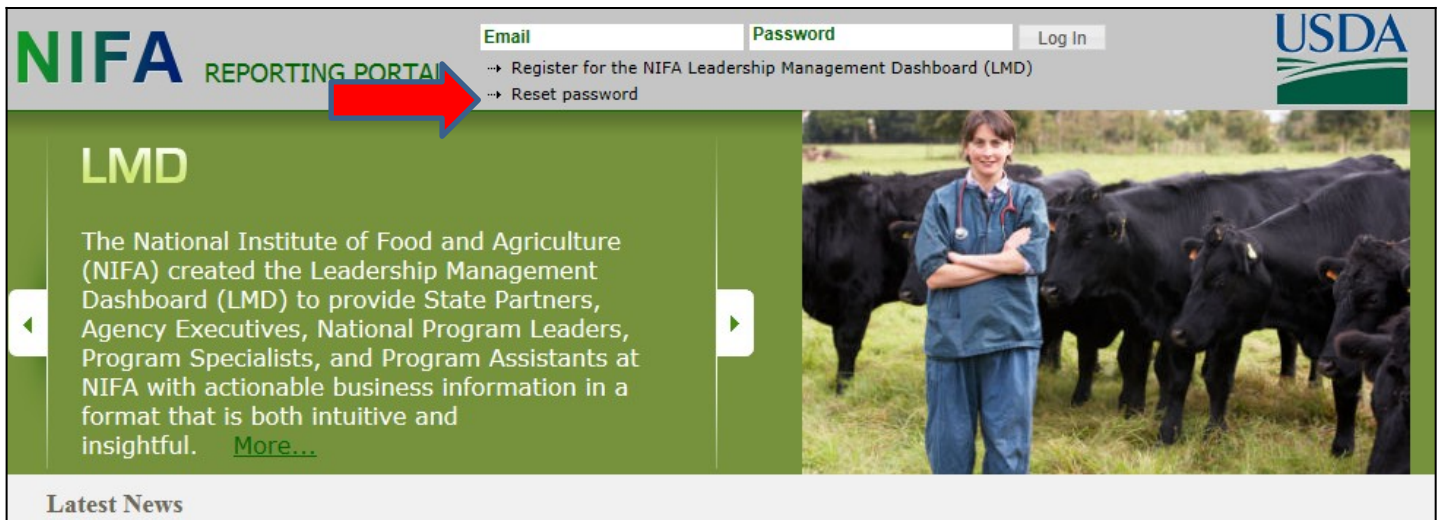 NIFA REPORTING PORTAL
Email
Password
Log In
Register for the NIFA Leadership Management Dashboard (LMD)
Reset password
USDA
LMD
The National Institute of Food and Agriculture
(NIFA) created the Leadership Management
Dashboard (LMD) to provide State Partners,
Agency Executives, National Program Leaders,
Program Specialists, and Program Assistants at
NIFA with actionable business information in a
format that is both intuitive and
insightful. More...
Latest News